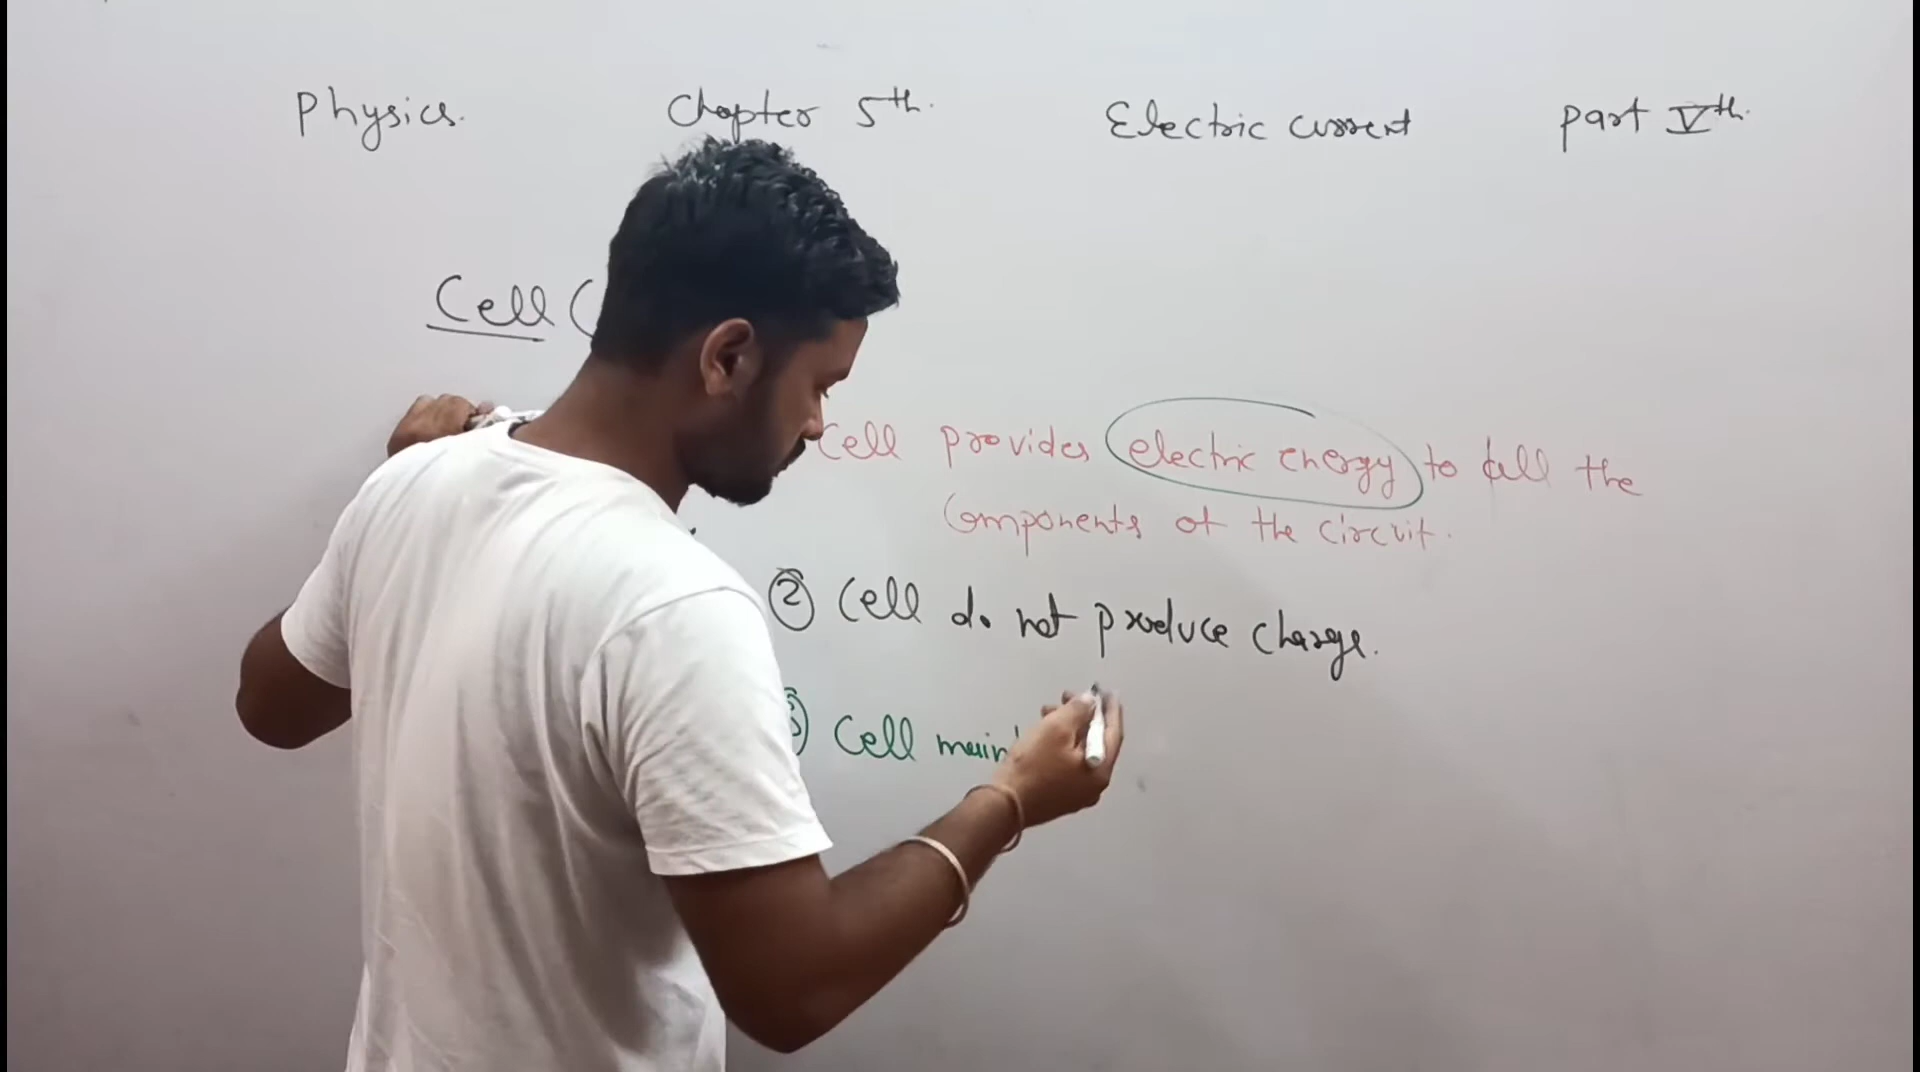 Physics. Chapter 5th. Electric current part Vth.
Cell (
Cell provides electric energy to all the
Components of the circuit.
② Cell do not produce charge.
Cell main